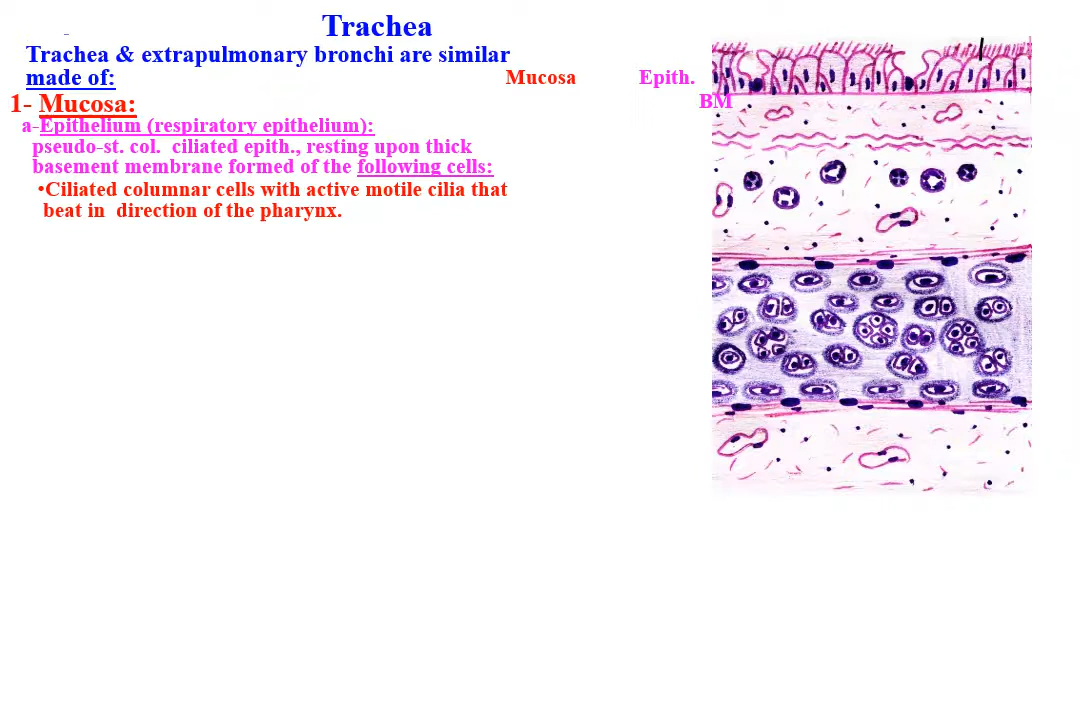 Trachea
Trachea & extrapulmonary bronchi are similar
made of:
Mucosa
Epith.
BM
1- Mucosa:
a-Epithelium (respiratory epithelium):
pseudo-st. col. ciliated epith., resting upon thick
basement membrane formed of the following cells:
•Ciliated columnar cells with active motile cilia that
beat in direction of the pharynx.